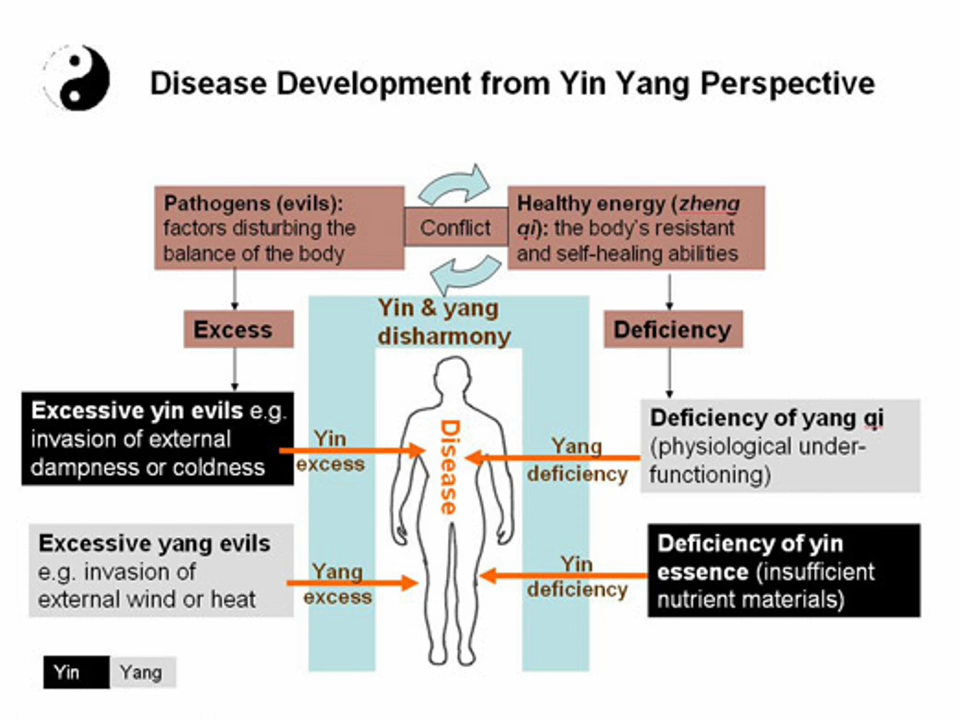 Disease Development from Yin Yang Perspective
Pathogens (evils):
factors disturbing the
balance of the body
Conflict
Healthy energy (zheng
qi): the body's resistant
and self-healing abilities
Yin & yang
disharmony
Excess
Deficiency
Excessive yin evils e.g.
invasion of external
dampness or coldness
Yin
excess
Disease
Yang
deficiency
Deficiency of yang qi
(physiological under-
functioning)
Excessive yang evils
e.g. invasion of
external wind or heat
Yang
excess
Yin
deficiency
Deficiency of yin
essence (insufficient
nutrient materials)
Yin
Yang